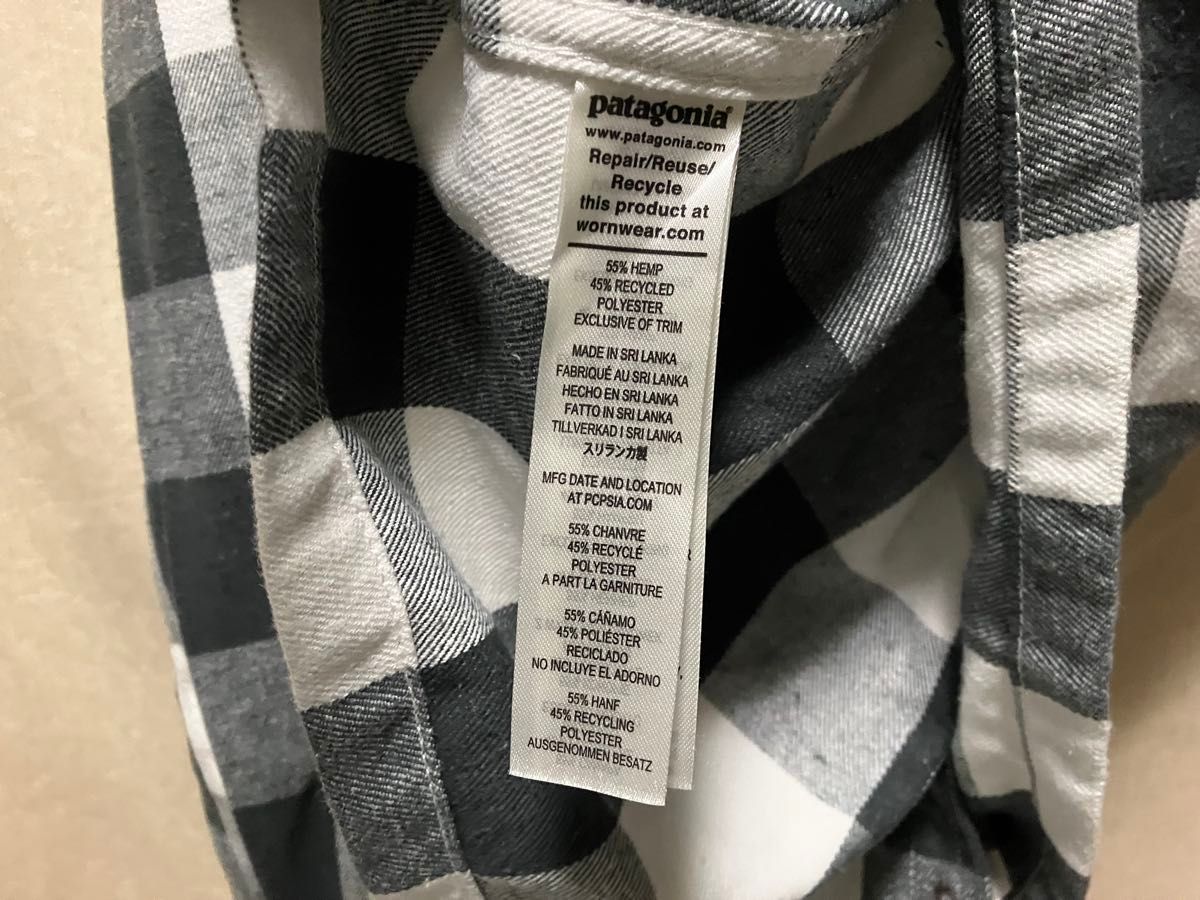 patagonia®
www.patagonia.com
Repair/Reuse/
Recycle
this product at
wornwear.com
55% HEMP
45% RECYCLED
POLYESTER
EXCLUSIVE OF TRIM
MADE IN SRI LANKA
FABRIQUÉ AU SRI LANKA
HECHO EN SRI LANKA
FATTO IN SRI LANKA
TILLVERKAD I SRI LANKA
スリランカ製
MFG DATE AND LOCATION
AT PCPSIA.COM
55% CHANVRE
45% RECYCLÉ
POLYESTER
A PART LA GARNITURE
55% CÁÑAMO
45% POLIÉSTER
RECICLADO
NO INCLUYE EL ADORNO
55% HANF
45% RECYCLING
POLYESTER
AUSGENOMMEN BESATZ